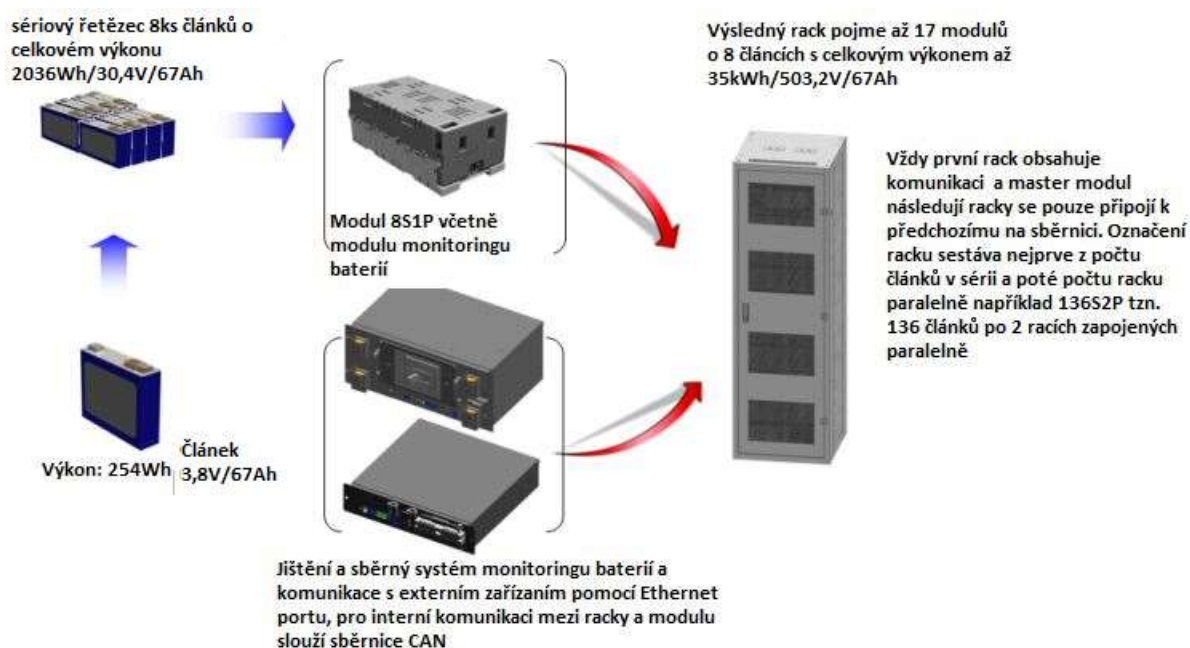 sériový řetězec 8ks článků o
celkovém výkonu
2036Wh/30,4V/67Ah
Výsledný rack pojme až 17 modulů
o 8 článcích s celkovým výkonem až
35kWh/503,2V/67Ah
Modul 8S1P včetně
modulu monitoringu
baterií
Vždy první rack obsahuje
komunikaci a master modul
následují racky se pouze připojí k
předchozímu na sběrnici. Označení
racku sestáva nejprve z počtu
článků v sérii a poté počtu racku
paralelně například 136S2P tzn.
136 článků po 2 racích zapojených
paralelně
Výkon: 254Wh
Článek
3,8V/67Ah
Jištění a sběrný systém monitoringu baterií a
komunikace s externím zařízaním pomocí Ethernet
portu, pro interní komunikaci mezi racky a modulu
slouží sběrnice CAN